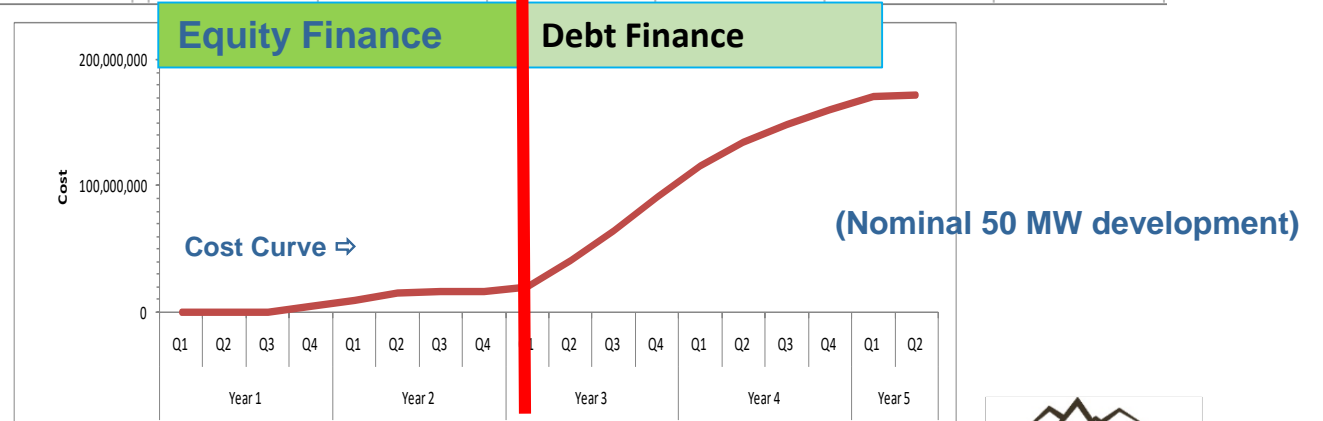 Equity Finance
Debt Finance
200,000,000
100,000,000
0
Cost
Cost Curve ⇨
(Nominal 50 MW development)
Q1 Q2 Q3 Q4 Q1 Q2 Q3 Q4 Q2 Q3 Q4 Q1 Q2 Q3 Q4 Q1 Q2
Year 1 Year 2 Year 3 Year 4 Year 5